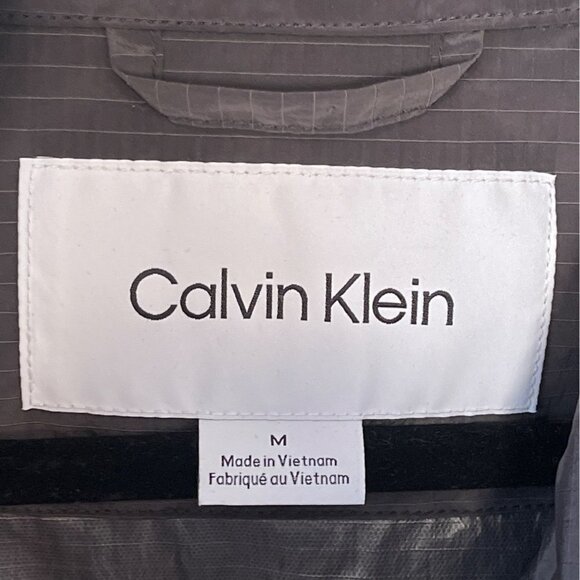 Calvin Klein
M
Made in Vietnam
Fabriqué au Vietnam